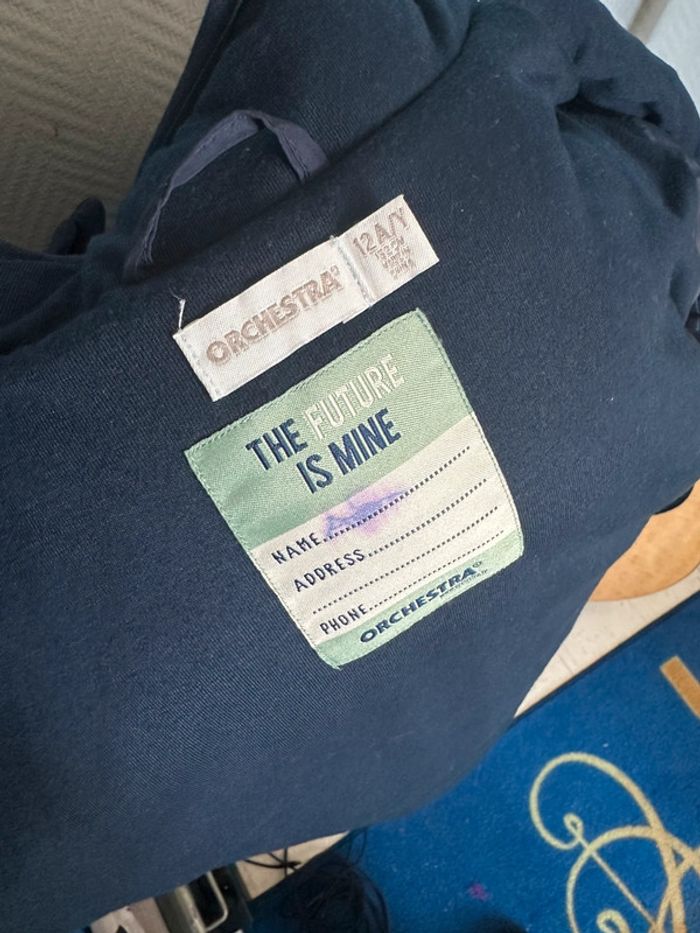 ORCHESTRA
12 A/Y
THE FUTURE
IS MINE
NAME
ADDRESS
PHONE
ORCHESTRA